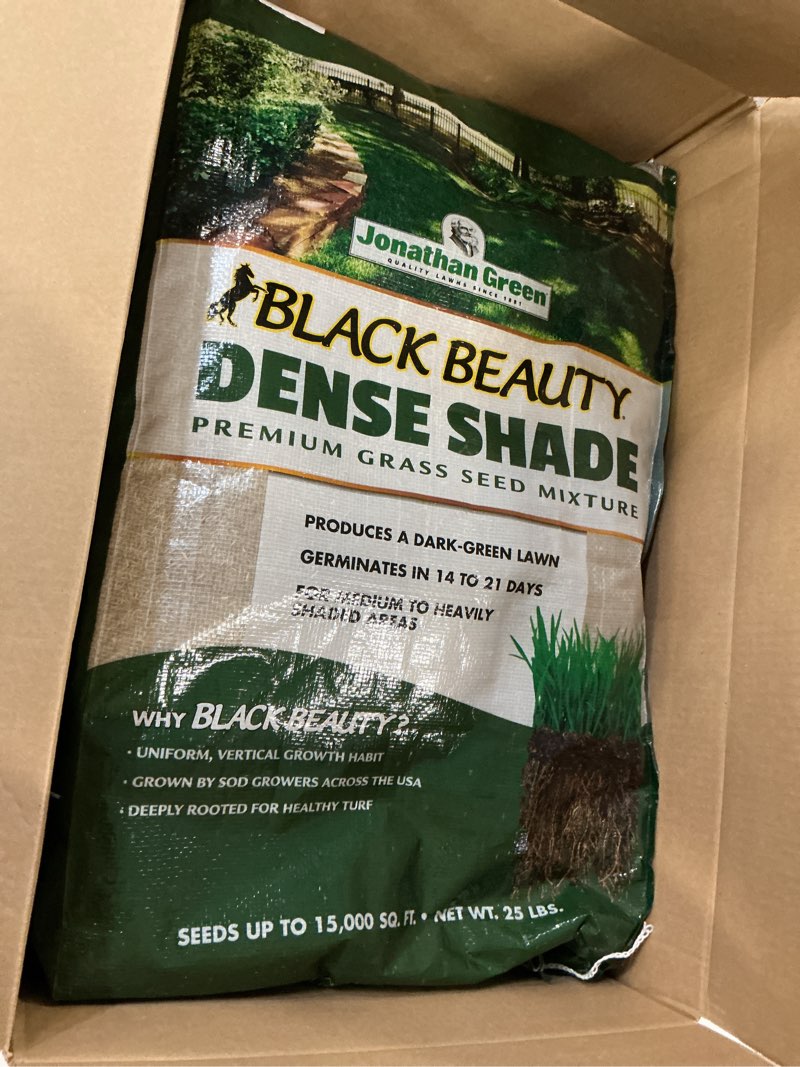 Jonathan Green
QUALITY LAWNS SINCE 1881
BLACK BEAUTY
DENSE SHADE
PREMIUM GRASS SEED MIXTURE
PRODUCES A DARK-GREEN LAWN
GERMINATES IN 14 TO 21 DAYS
FOR MEDIUM TO HEAVILY
SHADED AREAS
WHY BLACK BEAUTY?
• UNIFORM, VERTICAL GROWTH HABIT
• GROWN BY SOD GROWERS ACROSS THE USA
• DEEPLY ROOTED FOR HEALTHY TURF
SEEDS UP TO 15,000 SQ. FT. • NET WT. 25 LBS.